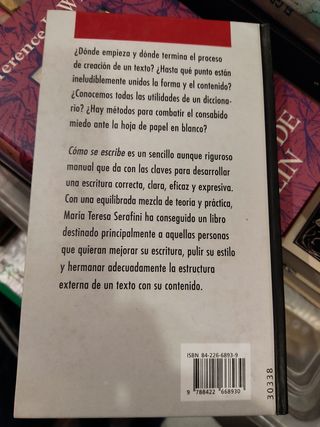 ¿Dónde empieza y dónde termina el proceso
de creación de un texto? ¿Hasta qué punto están
ineludiblemente unidos la forma y el contenido?
¿Conocemos todas las utilidades de un dicciona-
rio? ¿Hay métodos para combatir el consabido
miedo ante la hoja de papel en blanco?
Cómo se escribe es un sencillo aunque riguroso
manual que da con las claves para desarrollar
una escritura correcta, clara, eficaz y expresiva.
Con una equilibrada mezcla de teoría y práctica,
María Teresa Serafini ha conseguido un libro
destinado principalmente a aquellas personas
que quieran mejorar su escritura, pulir su estilo
y hermanar adecuadamente la estructura
externa de un texto con su contenido.
ISBN 84-226-6893-9
9 788422 668930
30338